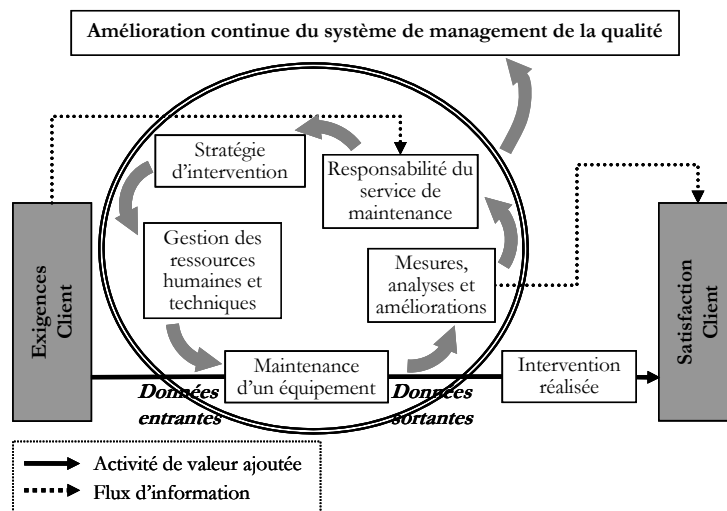 Amélioration continue du système de management de la qualité
Stratégie
d'intervention
Responsabilité du
service de
maintenance
Exigences
Client
Gestion des
ressources
humaines et
techniques
Mesures,
analyses et
améliorations
Satisfaction
Client
Maintenance
d'un équipement
Intervention
réalisée
Données
entrantes
Données
sortantes
Activité de valeur ajoutée
Flux d'information